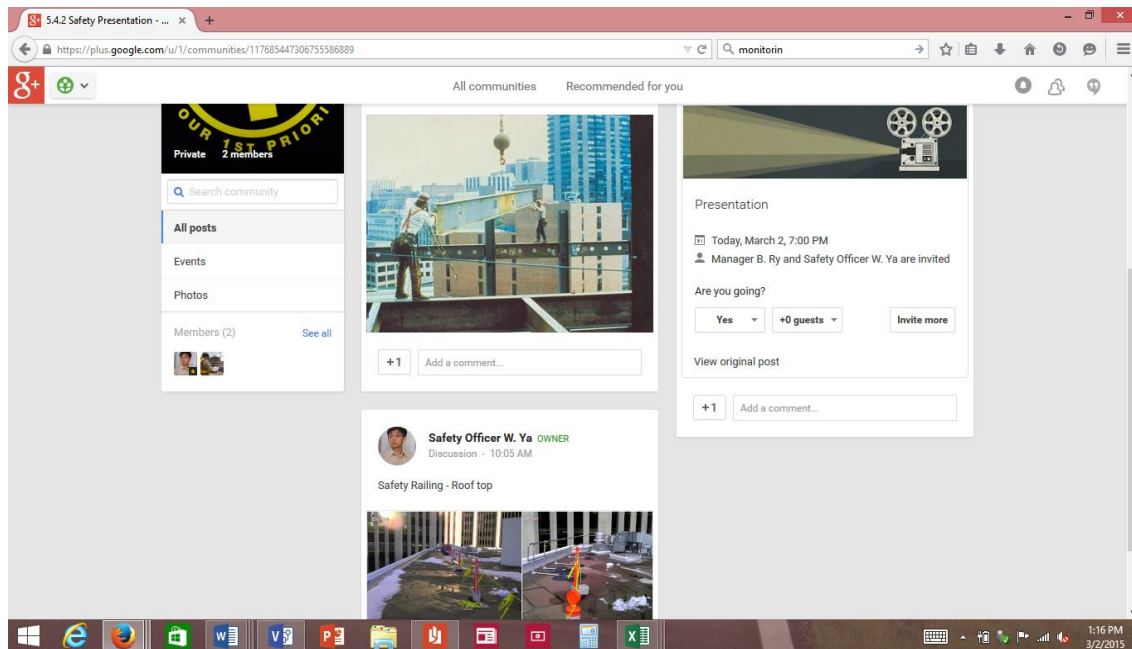 5.4.2 Safety Presentation - ...
https://plus.google.com/u/1/communities/117685447306755586889
monitorin
All communities Recommended for you
OUR 1ST PRIORI
Private 2 members
Search community
All posts
Events
Photos
Members (2) See all
+1 Add a comment...
Safety Officer W. Ya OWNER
Discussion - 10:05 AM
Safety Railing - Roof top
Presentation
Today, March 2, 7:00 PM
Manager B. Ry and Safety Officer W. Ya are invited
Are you going?
Yes +0 guests Invite more
View original post
+1 Add a comment...
1:16 PM
3/2/2015